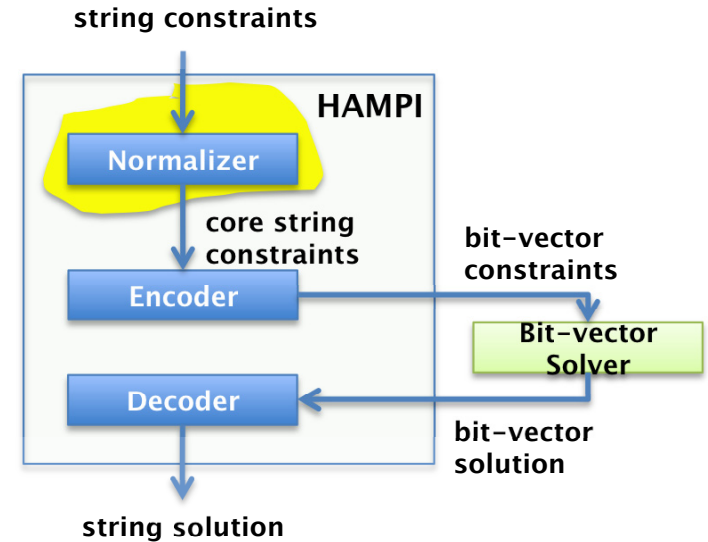 string constraints
HAMPI
Normalizer
core string
constraints
bit-vector
constraints
Encoder
Bit-vector
Solver
Decoder
bit-vector
solution
string solution